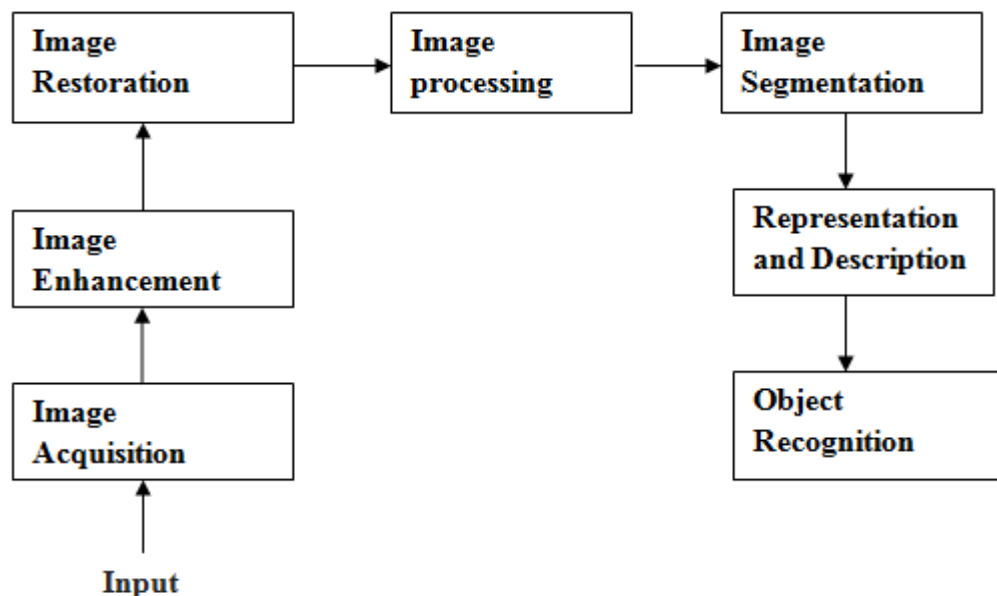 Image
Restoration
Image
processing
Image
Segmentation
Image
Enhancement
Representation
and Description
Image
Acquisition
Object
Recognition
Input